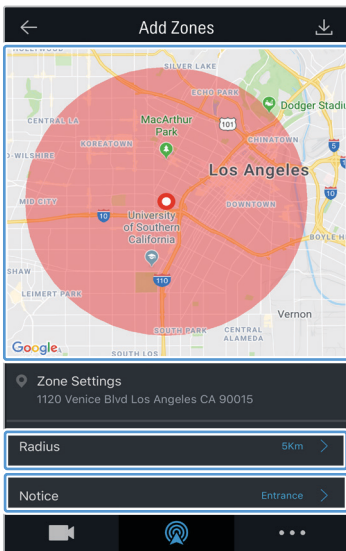 Add Zones
HOLLYWOOD
SILVER LAKE
ECHO PARK
Dodger Stadiu
CENTRAL LA
MacArthur
Park
101
CHINATOWN
KOREATOWN
5
D-WILSHIRE
Los Angeles
10
MID CITY
DOWNTOWN
10
University
of Southern
California
BOYLE H
SHAW
110
LEIMERT PARK
Vernon
SOUTH PARK
CENTRAL
ALAMEDA
Google
SOUTH LOS
Zone Settings
1120 Venice Blvd Los Angeles CA 90015
Radius
5Km
Notice
Entrance